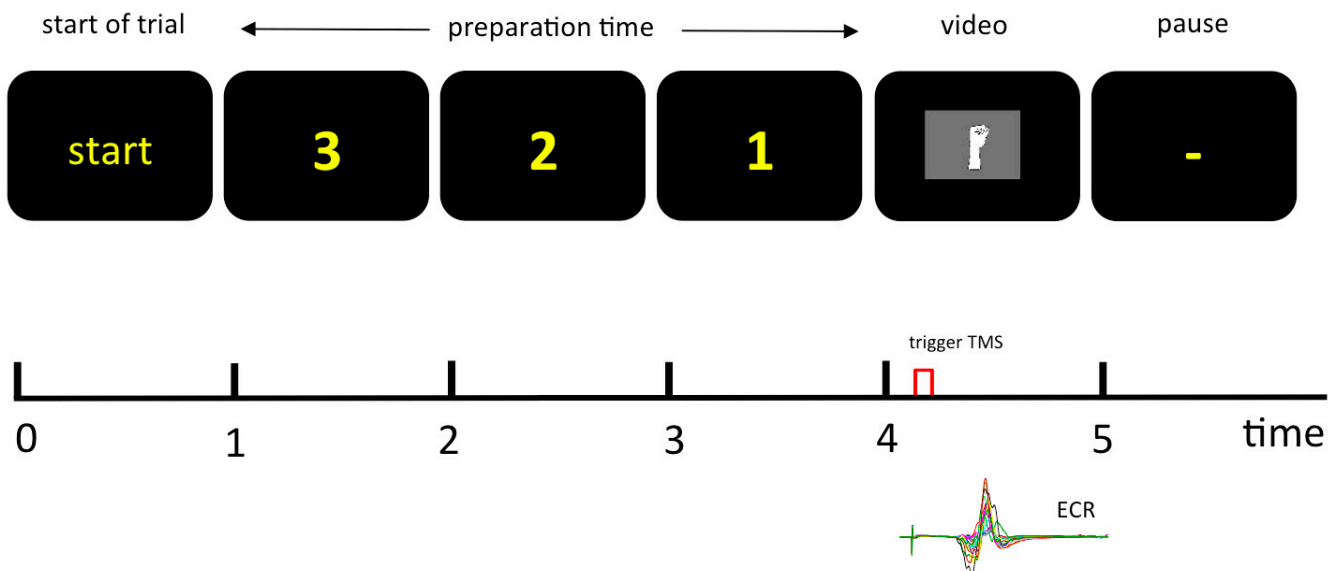 start of trial preparation time video pause
start 3 2 1 -
trigger TMS
0 1 2 3 4 5 time
ECR